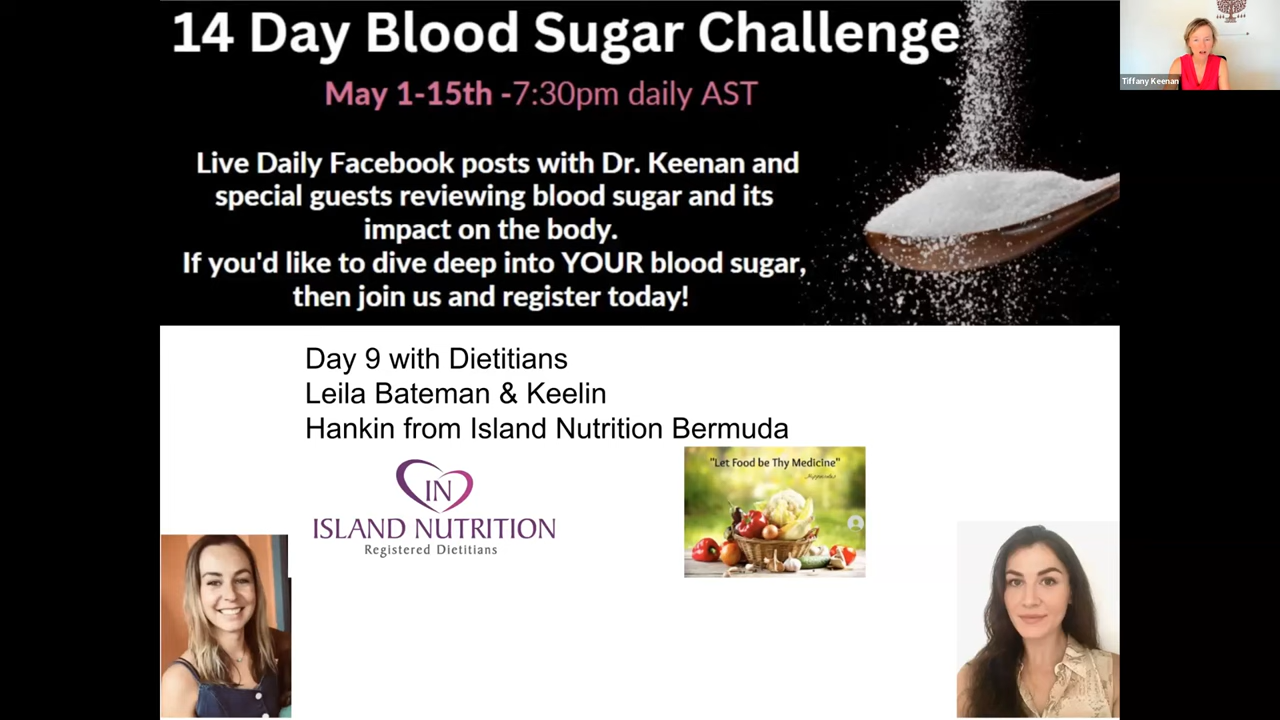 14 Day Blood Sugar Challenge
May 1-15th -7:30pm daily AST
Live Daily Facebook posts with Dr. Keenan and
special guests reviewing blood sugar and its
impact on the body.
If you'd like to dive deep into YOUR blood sugar,
then join us and register today!
Tiffany Keenan
Day 9 with Dietitians
Leila Bateman & Keelin
Hankin from Island Nutrition Bermuda
IN
ISLAND NUTRITION
Registered Dietitians
"Let Food be Thy Medicine"